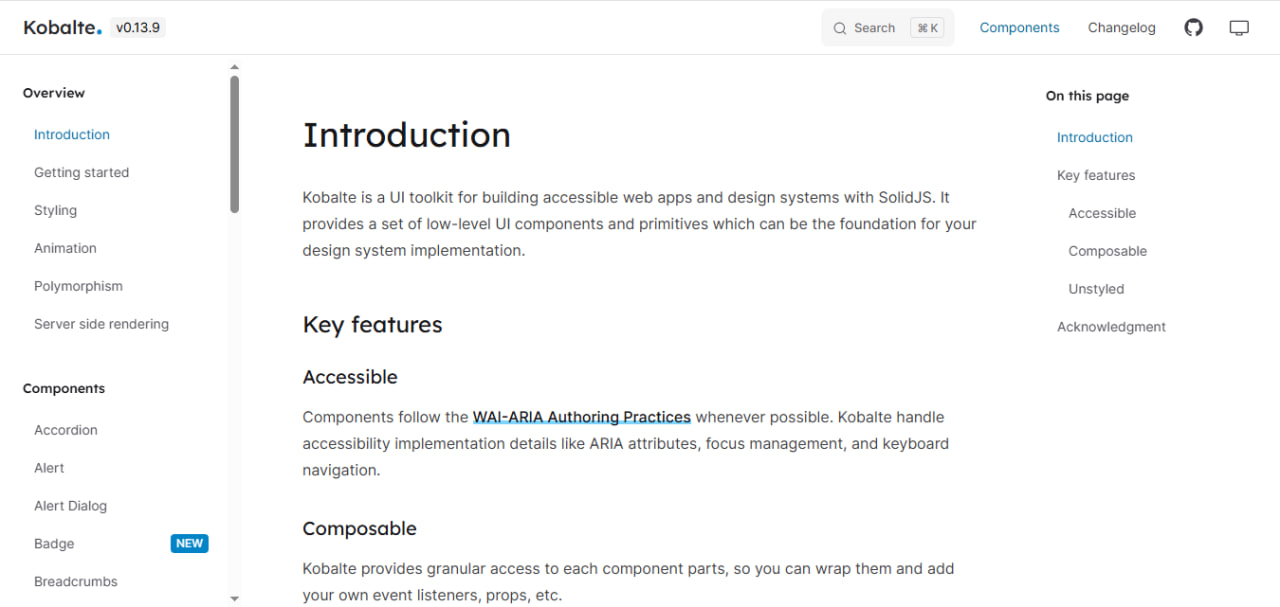 Kobalte. v0.13.9
Search ⌘ K
Components
Changelog
Overview
Introduction
Getting started
Styling
Animation
Polymorphism
Server side rendering
Components
Accordion
Alert
Alert Dialog
Badge NEW
Breadcrumbs
Introduction
Kobalte is a UI toolkit for building accessible web apps and design systems with SolidJS. It
provides a set of low-level UI components and primitives which can be the foundation for your
design system implementation.
Key features
Accessible
Components follow the WAI-ARIA Authoring Practices whenever possible. Kobalte handle
accessibility implementation details like ARIA attributes, focus management, and keyboard
navigation.
Composable
Kobalte provides granular access to each component parts, so you can wrap them and add
your own event listeners, props, etc.
On this page
Introduction
Key features
Accessible
Composable
Unstyled
Acknowledgment